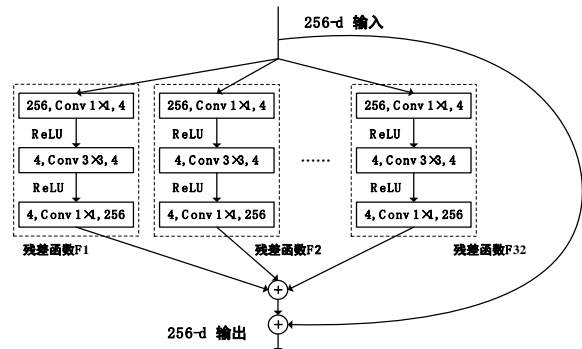 256-d 输入
256,Conv 1×1,4
256,Conv 1×1,4
256,Conv 1×1,4
ReLU
ReLU
ReLU
4,Conv 3×3,4
4,Conv 3×3,4
......
4,Conv 3×3,4
ReLU
ReLU
ReLU
4,Conv 1×1,256
4,Conv 1×1,256
4,Conv 1×1,256
残差函数F1
残差函数F2
残差函数F32
+
+
256-d 输出